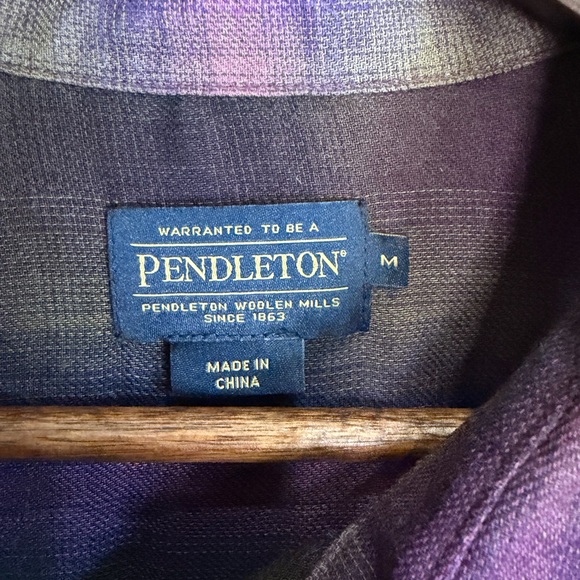 WARRANTED TO BE A
PENDLETON®
M
PENDLETON WOOLEN MILLS
SINCE 1863
MADE IN
CHINA